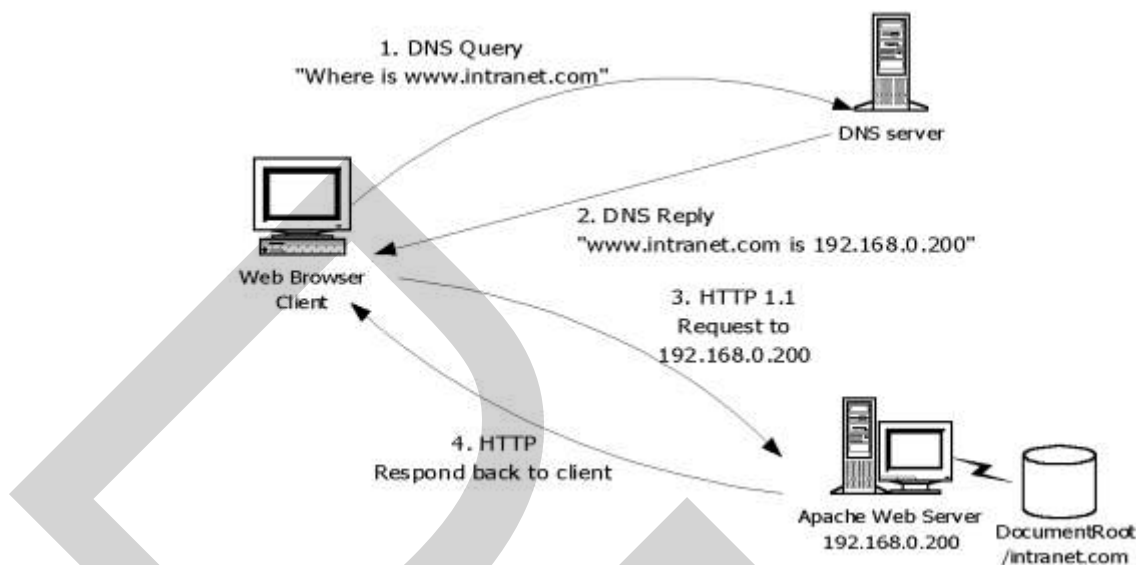 1. DNS Query
"Where is www.intranet.com"
DNS server
2. DNS Reply
"www.intranet.com is 192.168.0.200"
Web Browser
Client
3. HTTP 1.1
Request to
192.168.0.200
4. HTTP
Respond back to client
Apache Web Server
192.168.0.200
DocumentRoot
/intranet.com